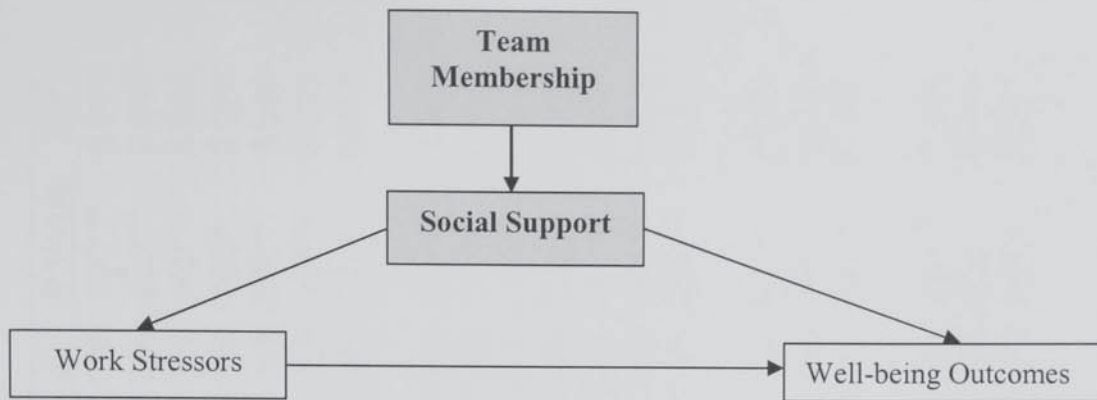 Team
Membership
Social Support
Work Stressors
Well-being Outcomes